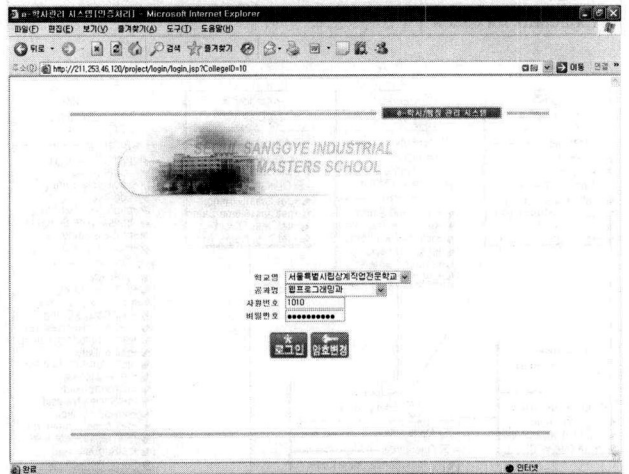 e-학사관리 시스템[인증처리] - Microsoft Internet Explorer
파일(F) 편집(E) 보기(V) 즐겨찾기(A) 도구(T) 도움말(H)
뒤로 검색 즐겨찾기
주소(D) http://211.253.46.120/project/login/login.jsp?CollegeID=10 이동 연결 »
e-학사/행정 관리 시스템
SEOUL SANGGYE INDUSTRIAL
MASTERS SCHOOL
학교명 서울특별시립상계직업전문학교
공과명 웹프로그래밍과
사원번호 1010
비밀번호 ●●●●●●●●●●
로그인 암호변경
완료 인터넷